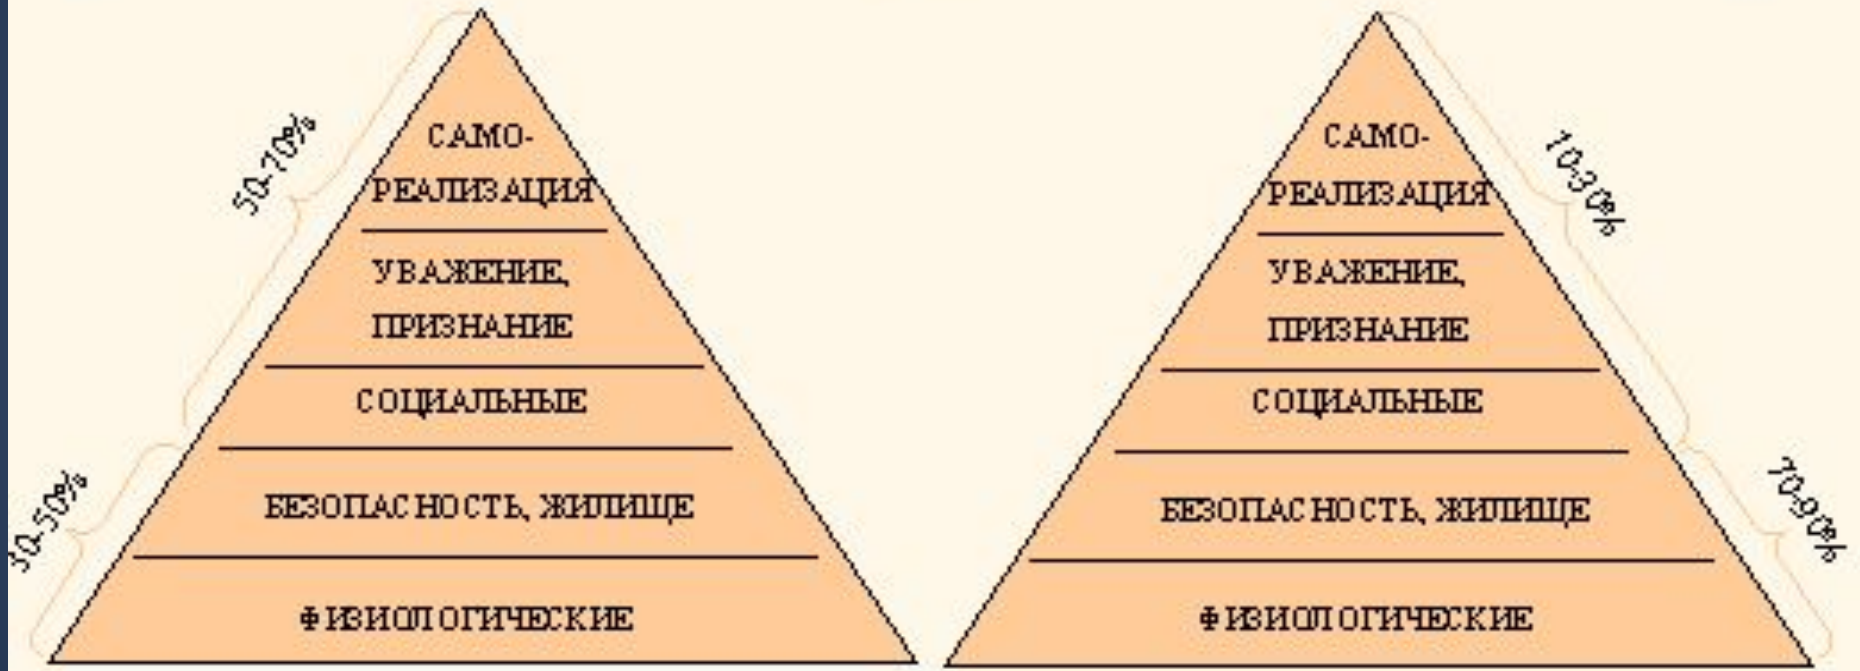 50-70%
САМО-
РЕАЛИЗАЦИЯ
УВАЖЕНИЕ,
ПРИЗНАНИЕ
СОЦИАЛЬНЫЕ
30-50%
БЕЗОПАСНОСТЬ, ЖИЛИЩЕ
ФИЗИОЛОГИЧЕСКИЕ
10-30%
САМО-
РЕАЛИЗАЦИЯ
УВАЖЕНИЕ,
ПРИЗНАНИЕ
СОЦИАЛЬНЫЕ
70-90%
БЕЗОПАСНОСТЬ, ЖИЛИЩЕ
ФИЗИОЛОГИЧЕСКИЕ